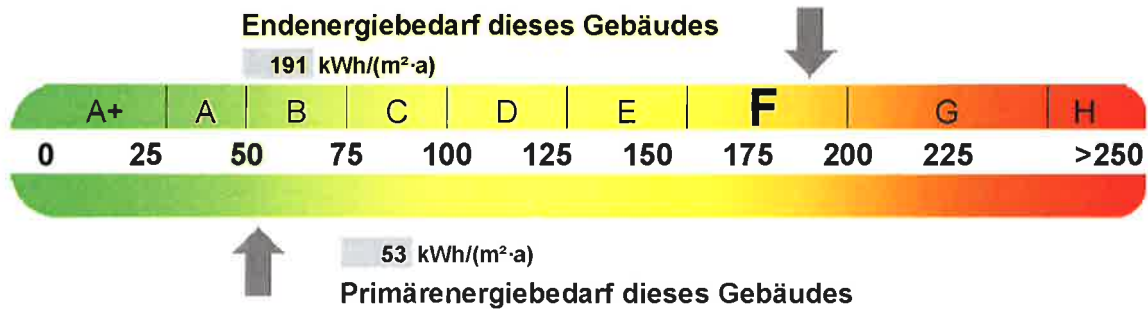 Endenergiebedarf dieses Gebäudes
191 kWh/(m²·a)
A+ A B C D E F G H
0 25 50 75 100 125 150 175 200 225 >250
53 kWh/(m²·a)
Primärenergiebedarf dieses Gebäudes